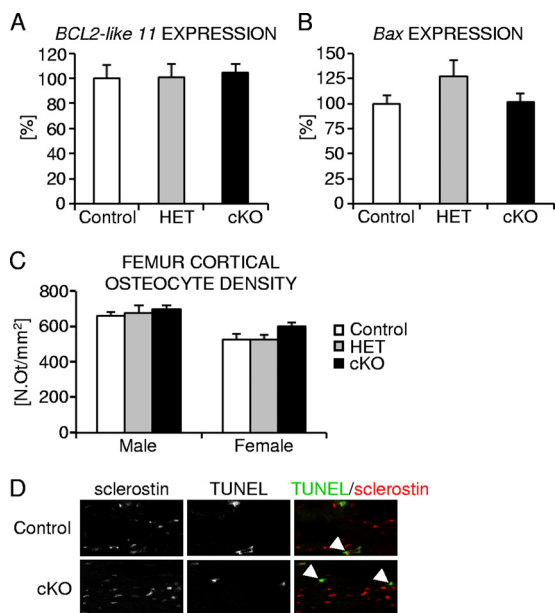 A
BCL2-like 11 EXPRESSION
[%]
120
100
80
60
40
20
0
Control HET cKO
B
Bax EXPRESSION
[%]
150
125
100
75
50
25
0
Control HET cKO
C
FEMUR CORTICAL
OSTEOCYTE DENSITY
[N.Ot/mm²]
800
600
400
200
0
Male Female
Control
HET
cKO
D
sclerostin TUNEL TUNEL/sclerostin
Control
cKO